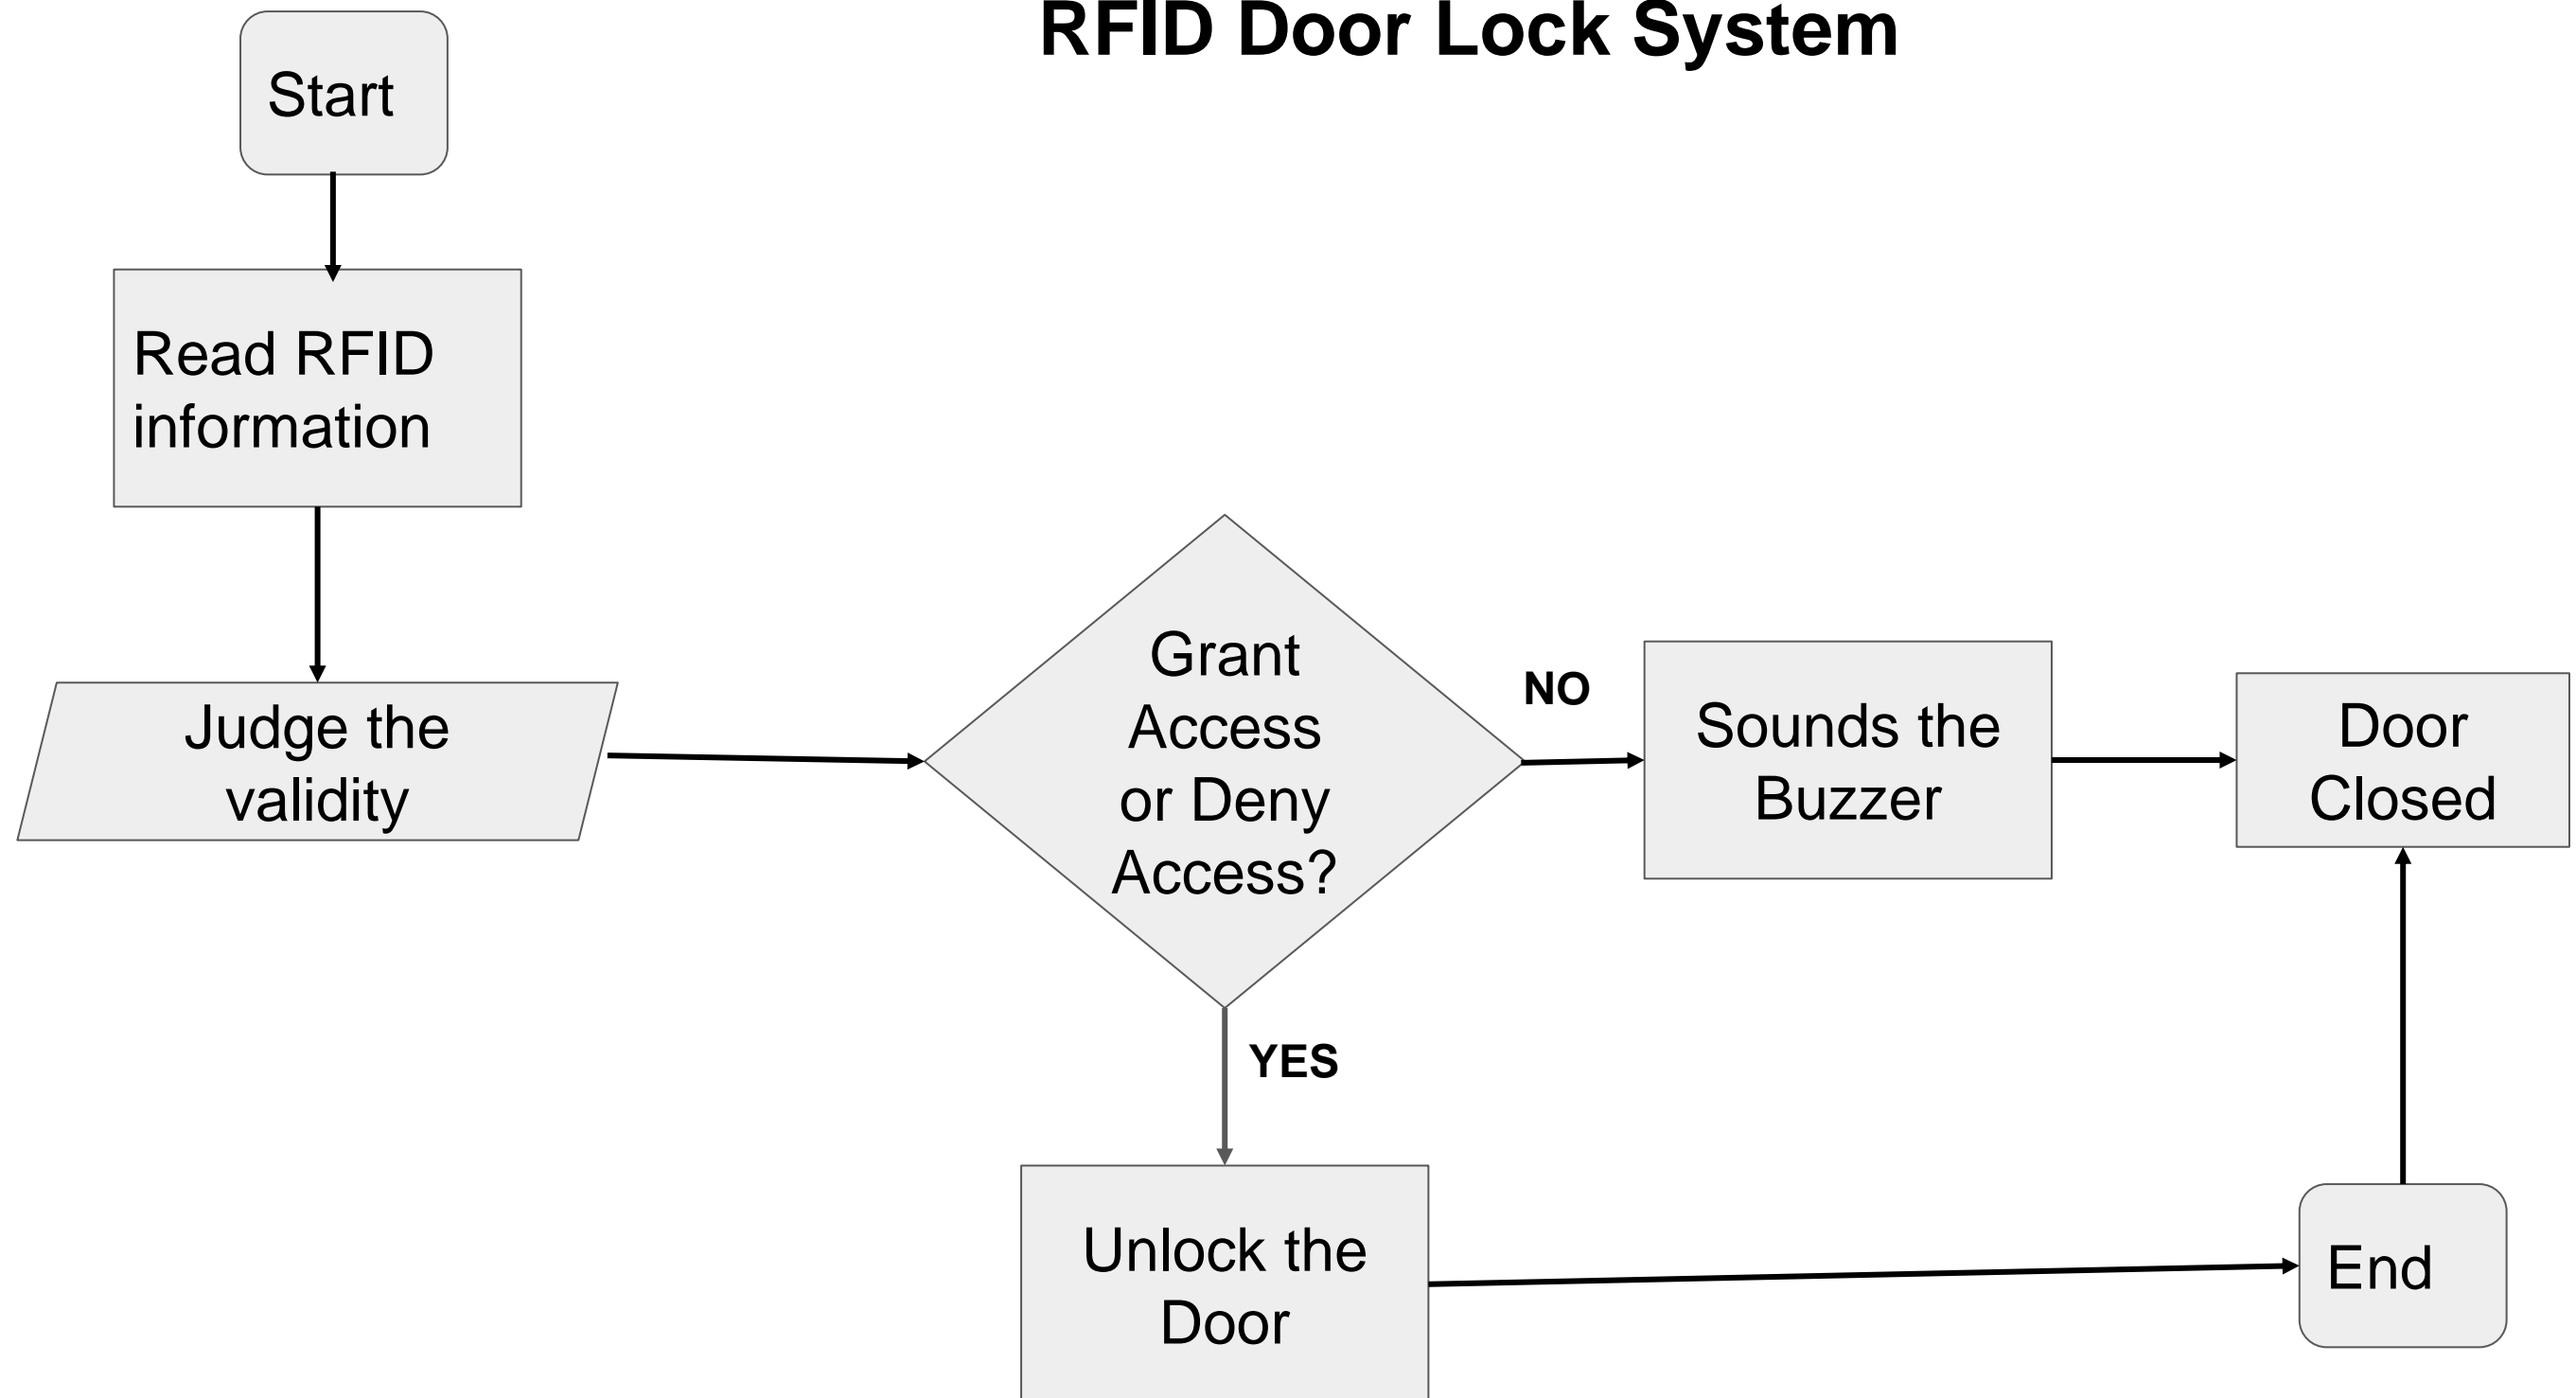 RFID Door Lock System
Start
Read RFID
information
Judge the
validity
Grant
Access
or Deny
Access?
NO
Sounds the
Buzzer
Door
Closed
YES
Unlock the
Door
End